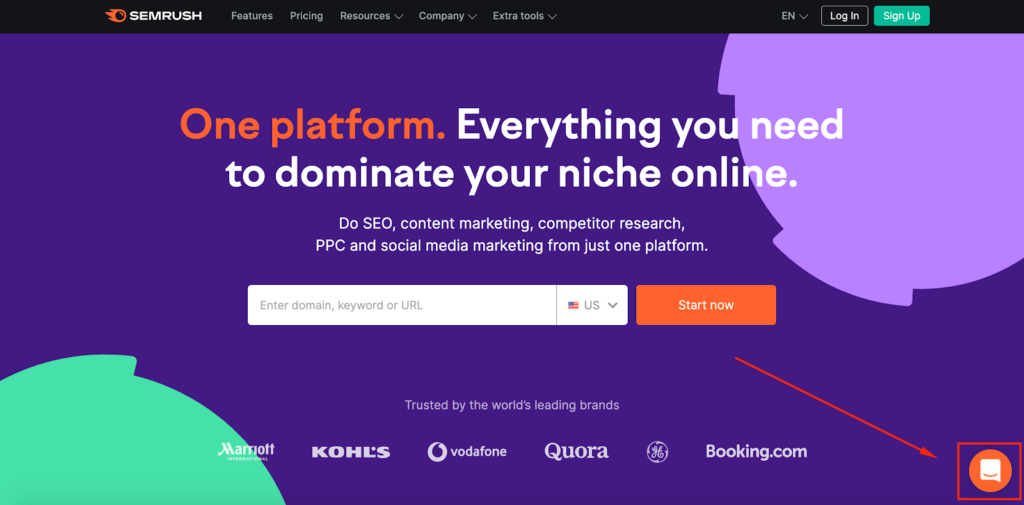 SEMRUSH
Features Pricing Resources Company Extra tools EN Log In Sign Up
One platform. Everything you need
to dominate your niche online.
Do SEO, content marketing, competitor research,
PPC and social media marketing from just one platform.
Enter domain, keyword or URL US Start now
Trusted by the world's leading brands
Marriott
INTERNATIONAL
KOHL'S vodafone Quora GE Booking.com